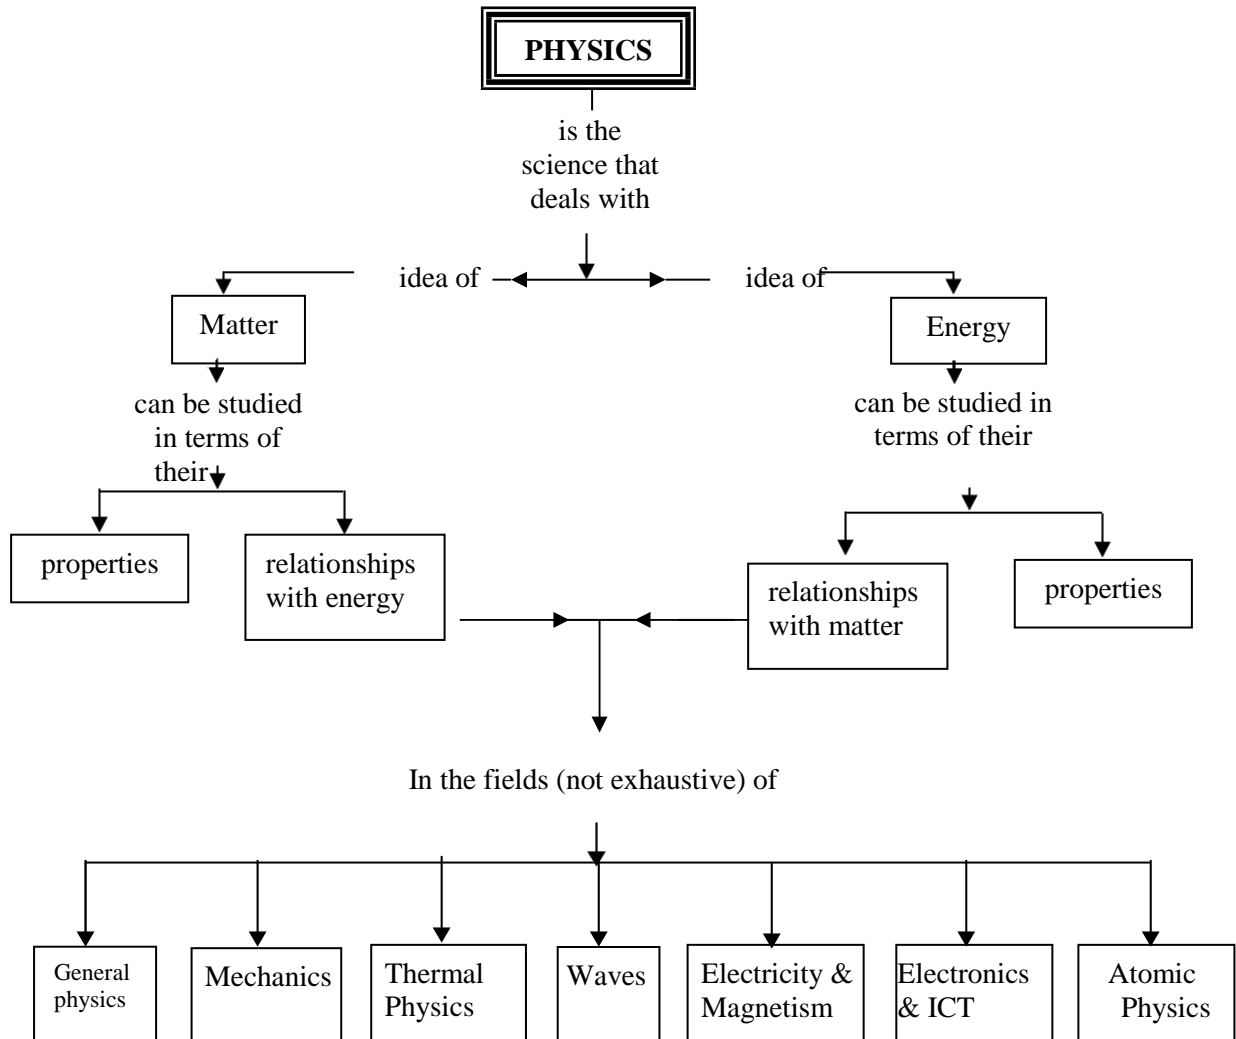 PHYSICS
is the
science that
deals with
idea of
idea of
Matter
Energy
can be studied
in terms of
their
can be studied in
terms of their
properties
relationships
with energy
relationships
with matter
properties
In the fields (not exhaustive) of
General
physics
Mechanics
Thermal
Physics
Waves
Electricity &
Magnetism
Electronics
& ICT
Atomic
Physics